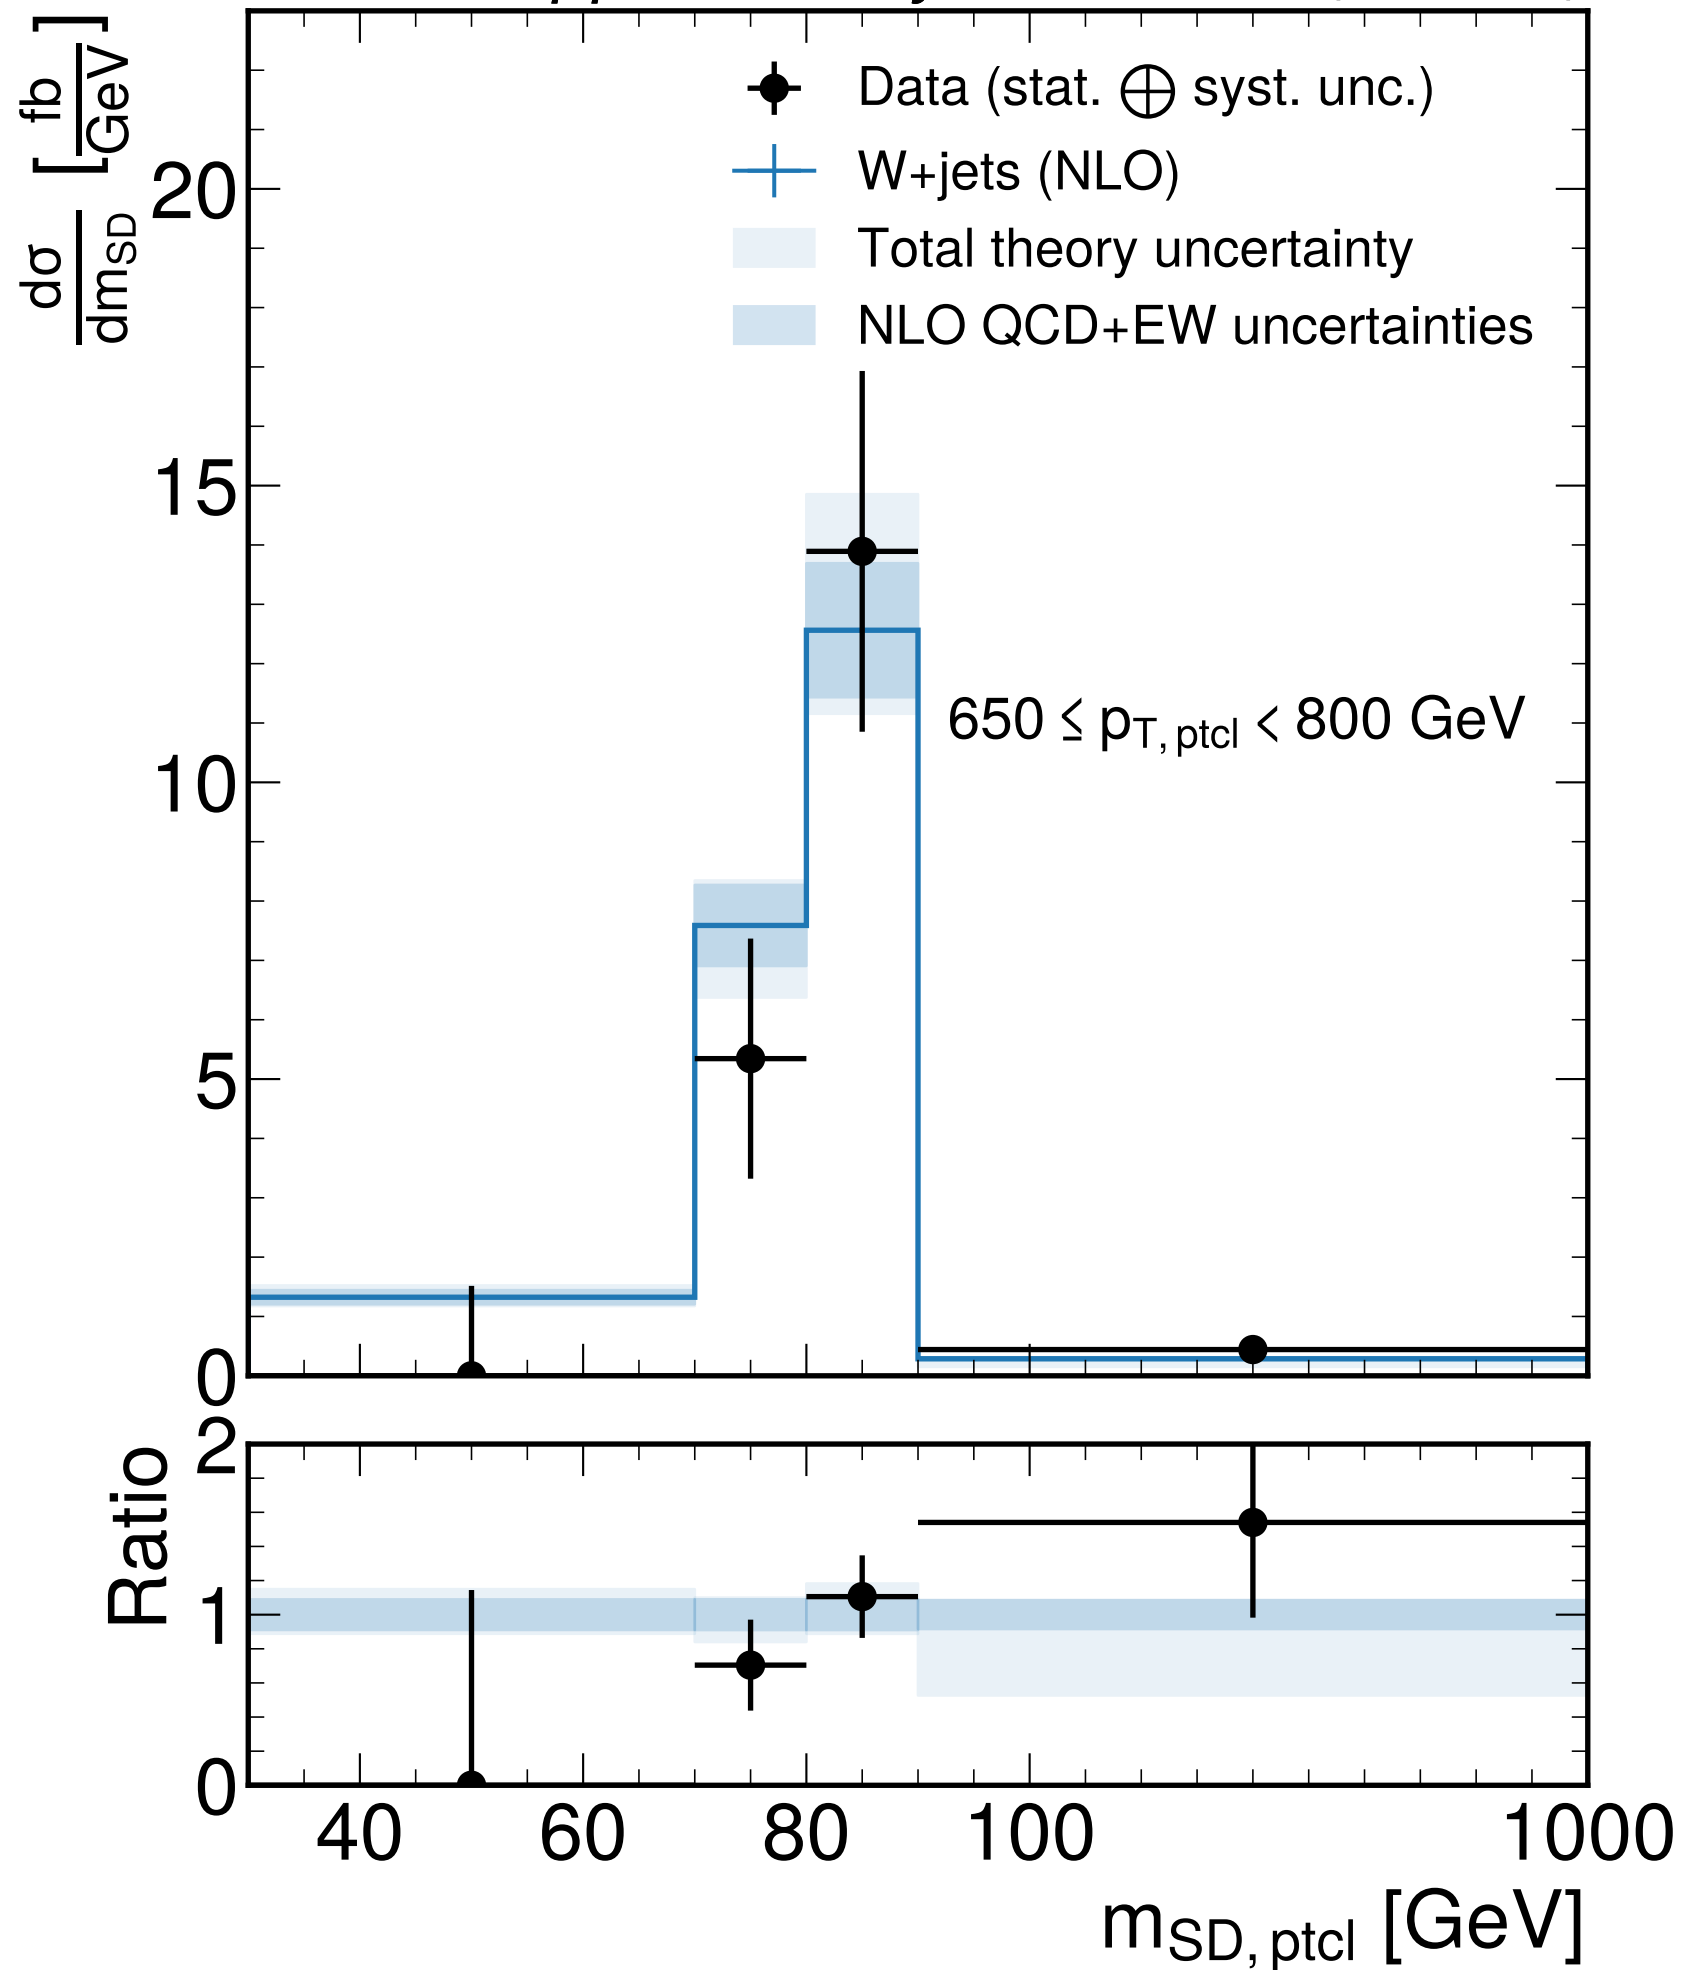 dσ/dm_SD [fb/GeV]
Data (stat. ⊕ syst. unc.)
W+jets (NLO)
Total theory uncertainty
NLO QCD+EW uncertainties
20
15
650 ≤ p_T, ptcl < 800 GeV
10
5
0
Ratio
2
1
0
40 60 80 100 1000
m_SD, ptcl [GeV]